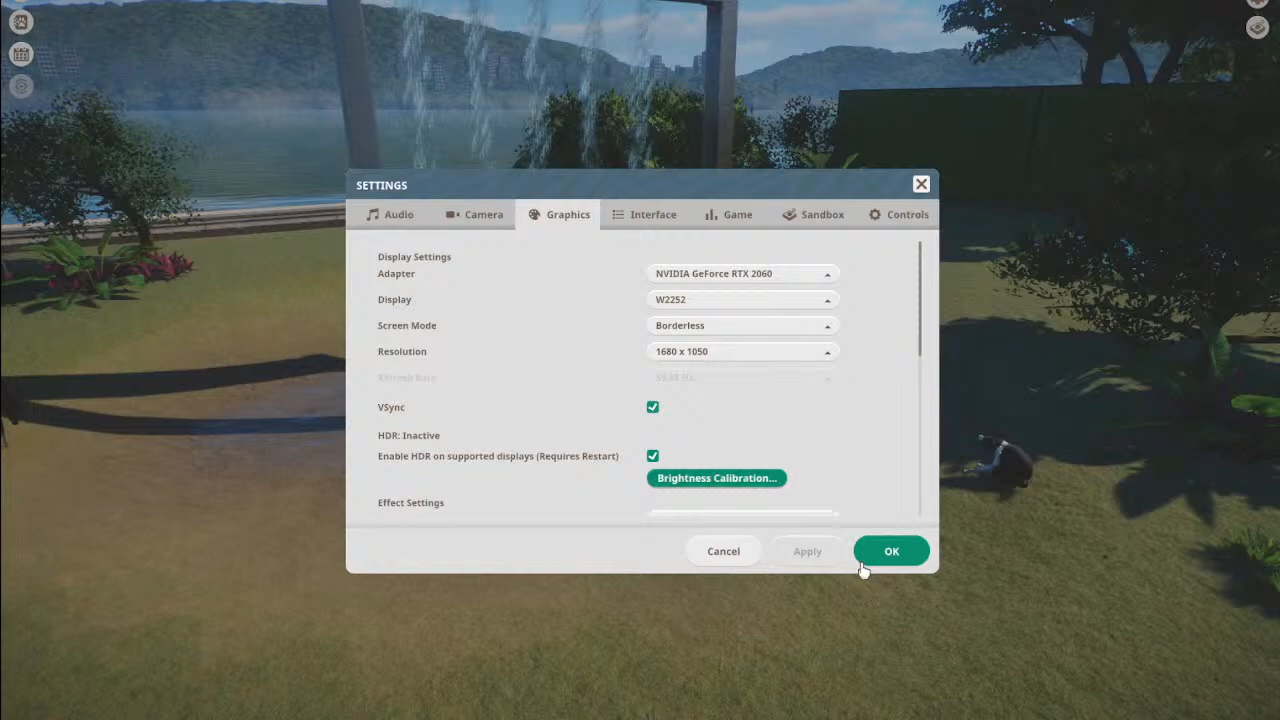 SETTINGS
Audio Camera Graphics Interface Game Sandbox Controls
Display Settings
Adapter NVIDIA GeForce RTX 2060
Display W2252
Screen Mode Borderless
Resolution 1680 x 1050
Refresh Rate
VSync
HDR: Inactive
Enable HDR on supported displays (Requires Restart)
Brightness Calibration...
Effect Settings
Cancel Apply OK